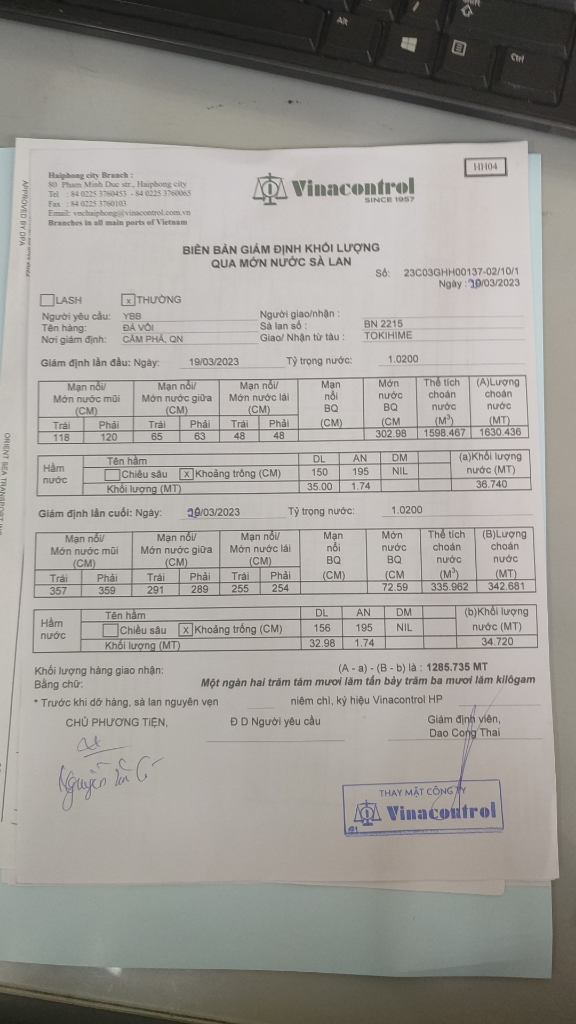 Alt
Ctrl
APPROVED BY DPA
ORIENT SEA TRANSPORT
Haiphong city Branch :
80 Pham Minh Duc str., Haiphong city
Tel : 84 0225 3760453 - 84 0225 3760065
Fax : 84 0225 3760103
Email: vnchaiphong@vinacontrol.com.vn
Branches in all main ports of Vietnam
Vinacontrol
SINCE 1957
HH04
BIÊN BẢN GIÁM ĐỊNH KHỐI LƯỢNG
QUA MỚN NƯỚC SÀ LAN
Số: 23C03GHH00137-02/10/1
Ngày : 20/03/2023
LASH x THƯỜNG
Người yêu cầu: YBB Người giao/nhận :
Tên hàng: ĐÁ VÔI Sà lan số : BN 2215
Nơi giám định: CẨM PHẢ, QN Giao/ Nhận từ tàu : TOKIHIME
Giám định lần đầu: Ngày: 19/03/2023 Tỷ trọng nước: 1.0200
Mạn nổi/ Mạn nổi/ Mạn nổi/ Mạn Mớn Thể tích (A)Lượng
Mớn nước mũi Mớn nước giữa Mớn nước lái nổi nước choán choán
(CM) (CM) (CM) BQ BQ nước nước
Trái Phải Trái Phải Trái Phải (CM) (CM (M³) (MT)
118 120 65 63 48 48 302.98 1598.467 1630.436
Hầm nước Tên hầm DL AN DM (a)Khối lượng
Chiều sâu x Khoảng trống (CM) 150 195 NIL nước (MT)
Khối lượng (MT) 35.00 1.74 36.740
Giám định lần cuối: Ngày: 20/03/2023 Tỷ trọng nước: 1.0200
Mạn nổi/ Mạn nổi/ Mạn nổi/ Mạn Mớn Thể tích (B)Lượng
Mớn nước mũi Mớn nước giữa Mớn nước lái nổi nước choán choán
(CM) (CM) (CM) BQ BQ nước nước
Trái Phải Trái Phải Trái Phải (CM) (CM (M³) (MT)
357 359 291 289 255 254 72.59 335.962 342.681
Hầm nước Tên hầm DL AN DM (b)Khối lượng
Chiều sâu X Khoảng trống (CM) 156 195 NIL nước (MT)
Khối lượng (MT) 32.98 1.74 34.720
Khối lượng hàng giao nhận: (A - a) - (B - b) là : 1285.735 MT
Bằng chữ: Một ngàn hai trăm tám mươi lăm tấn bảy trăm ba mươi lăm kilôgam
* Trước khi dỡ hàng, sà lan nguyên vẹn niêm chì, ký hiệu Vinacontrol HP
CHỦ PHƯƠNG TIỆN, Đ D Người yêu cầu Giám định viên,
Dao Cong Thai
Nguyễn
THAY MẶT CÔNG TY
Vinacontrol